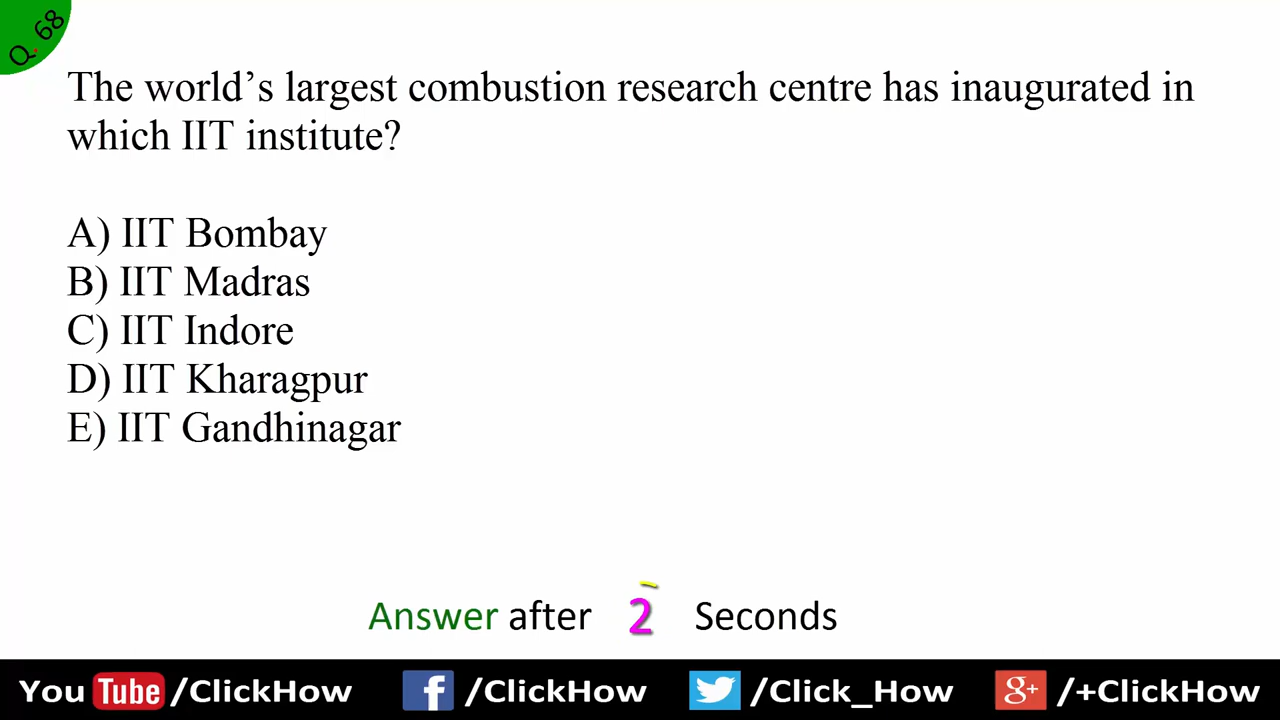 Q. 68
The world’s largest combustion research centre has inaugurated in
which IIT institute?
A) IIT Bombay
B) IIT Madras
C) IIT Indore
D) IIT Kharagpur
E) IIT Gandhinagar
Answer after 2 Seconds
You Tube /ClickHow f /ClickHow /Click_How g+ /+ClickHow